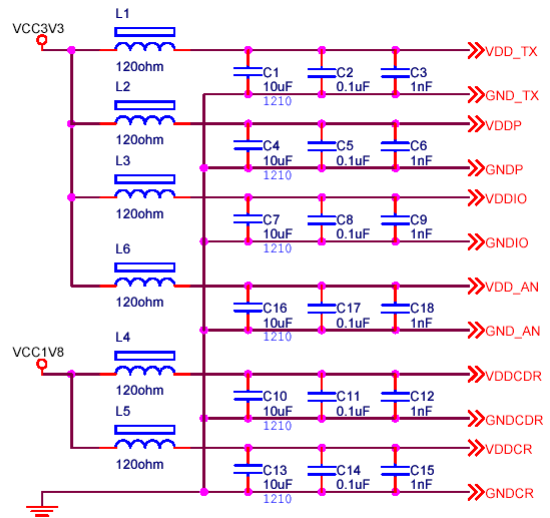 L1
VCC3V3
VDD_TX
120ohm
C1
C2
C3
10uF
0.1uF
1nF
1210
GND_TX
L2
VDDP
120ohm
C4
C5
C6
10uF
0.1uF
1nF
1210
GNDP
L3
VDDIO
120ohm
C7
C8
C9
10uF
0.1uF
1nF
1210
GNDIO
L6
VDD_AN
120ohm
C16
C17
C18
10uF
0.1uF
1nF
1210
GND_AN
L4
VCC1V8
VDDCDR
120ohm
C10
C11
C12
10uF
0.1uF
1nF
1210
GNDCDR
L5
VDDCR
120ohm
C13
C14
C15
10uF
0.1uF
1nF
1210
GNDCR